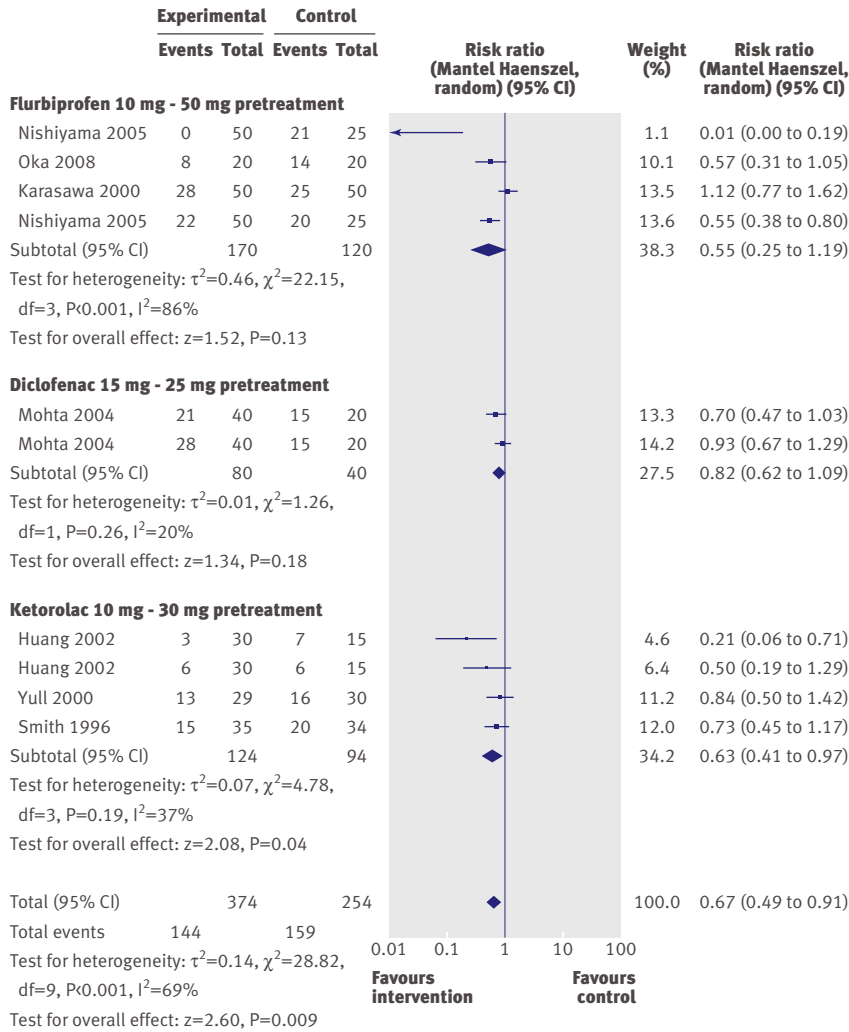 Experimental Control
Events Total Events Total Risk ratio (Mantel Haenszel, random) (95% CI) Weight (%) Risk ratio (Mantel Haenszel, random) (95% CI)
Flurbiprofen 10 mg - 50 mg pretreatment
Nishiyama 2005 0 50 21 25 1.1 0.01 (0.00 to 0.19)
Oka 2008 8 20 14 20 10.1 0.57 (0.31 to 1.05)
Karasawa 2000 28 50 25 50 13.5 1.12 (0.77 to 1.62)
Nishiyama 2005 22 50 20 25 13.6 0.55 (0.38 to 0.80)
Subtotal (95% CI) 170 120 38.3 0.55 (0.25 to 1.19)
Test for heterogeneity: τ²=0.46, χ²=22.15,
df=3, P<0.001, I²=86%
Test for overall effect: z=1.52, P=0.13
Diclofenac 15 mg - 25 mg pretreatment
Mohta 2004 21 40 15 20 13.3 0.70 (0.47 to 1.03)
Mohta 2004 28 40 15 20 14.2 0.93 (0.67 to 1.29)
Subtotal (95% CI) 80 40 27.5 0.82 (0.62 to 1.09)
Test for heterogeneity: τ²=0.01, χ²=1.26,
df=1, P=0.26, I²=20%
Test for overall effect: z=1.34, P=0.18
Ketorolac 10 mg - 30 mg pretreatment
Huang 2002 3 30 7 15 4.6 0.21 (0.06 to 0.71)
Huang 2002 6 30 6 15 6.4 0.50 (0.19 to 1.29)
Yull 2000 13 29 16 30 11.2 0.84 (0.50 to 1.42)
Smith 1996 15 35 20 34 12.0 0.73 (0.45 to 1.17)
Subtotal (95% CI) 124 94 34.2 0.63 (0.41 to 0.97)
Test for heterogeneity: τ²=0.07, χ²=4.78,
df=3, P=0.19, I²=37%
Test for overall effect: z=2.08, P=0.04
Total (95% CI) 374 254 100.0 0.67 (0.49 to 0.91)
Total events 144 159
Test for heterogeneity: τ²=0.14, χ²=28.82,
df=9, P<0.001, I²=69%
Test for overall effect: z=2.60, P=0.009
0.01 0.1 1 10 100
Favours intervention Favours control